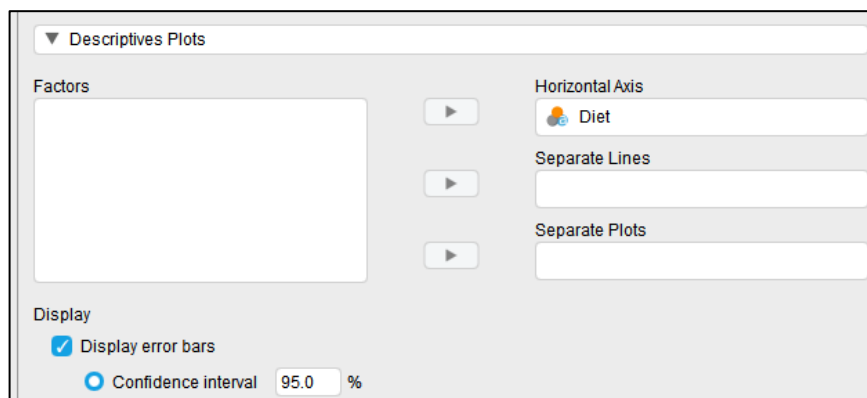 Descriptives Plots
Factors
Horizontal Axis
Diet
Separate Lines
Separate Plots
Display
Display error bars
Confidence interval 95.0 %